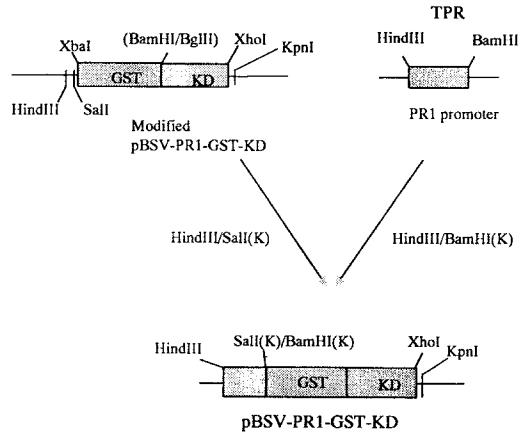 TPR
XbaI
(BamHI/BglII)
XhoI
KpnI
HindIII
BamHI
GST
KD
HindIII
SalI
PR1 promoter
Modified
pBSV-PR1-GST-KD
HindIII/SalI(K)
HindIII/BamHI(K)
HindIII
SalI(K)/BamHI(K)
XhoI
KpnI
GST
KD
pBSV-PR1-GST-KD